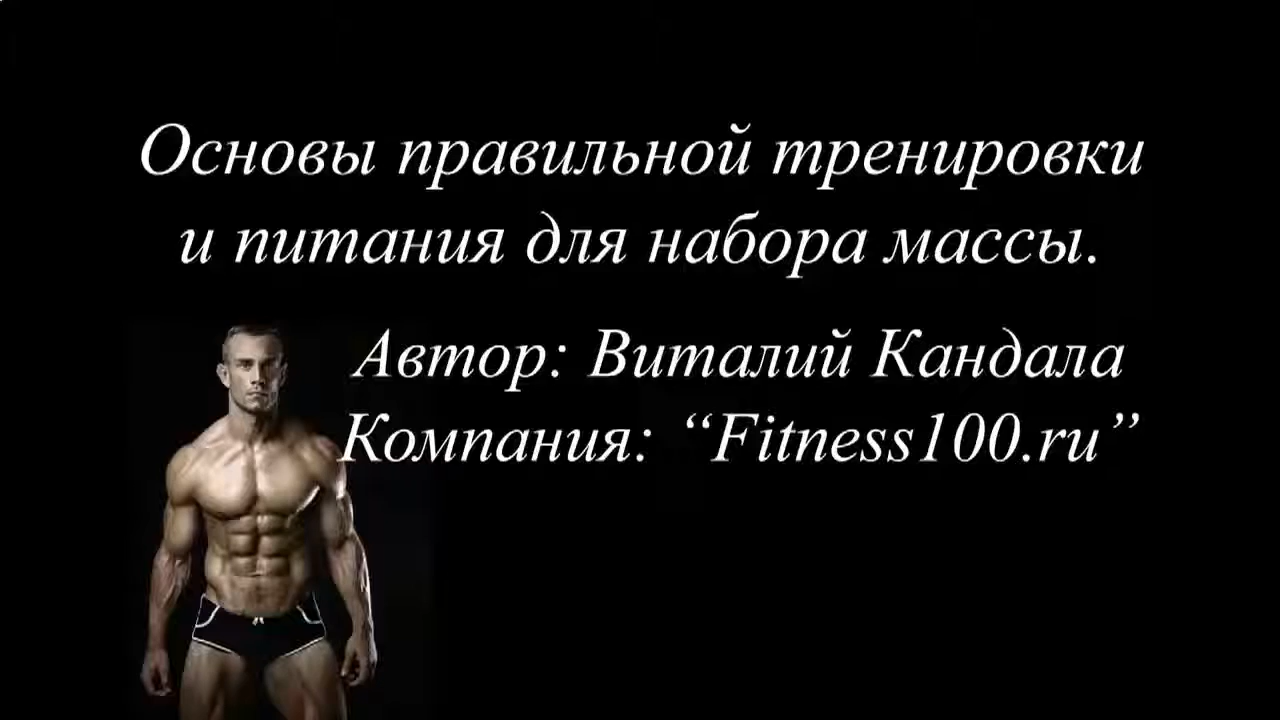 Основы правильной тренировки
и питания для набора массы.
Автор: Виталий Кандала
Компания: “Fitness100.ru”